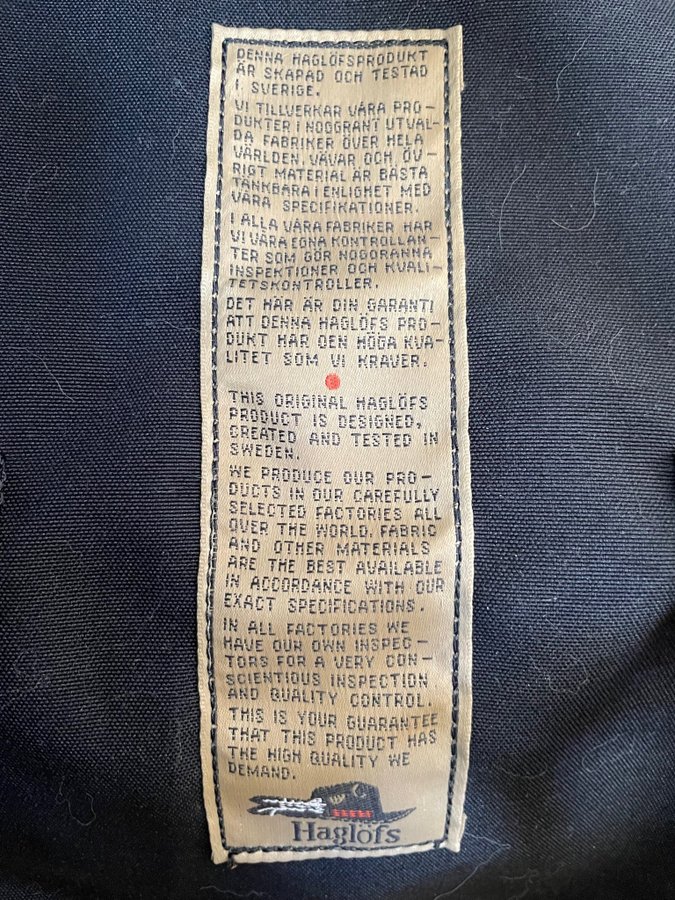 DENNA HAGLÖFSPRODUKT
ÄR SKAPAD OCH TESTAD
I SVERIGE.
VI TILLVERKAR VÅRA PRO-
DUKTER I NOGGRANT UTVAL-
DA FABRIKER ÖVER HELA
VÄRLDEN. VÄVAR OCH ÖV-
RIGT MATERIAL ÄR BÄSTA
TÄNKBARA I ENLIGHET MED
VÅRA SPECIFIKATIONER.
I ALLA VÅRA FABRIKER HAR
VI VÅRA EGNA KONTROLLAN-
TER SOM GÖR NOGGRANNA
INSPEKTIONER OCH KVALI-
TETSKONTROLLER.
DET HÄR ÄR DIN GARANTI
ATT DENNA HAGLÖFS PRO-
DUKT HAR DEN HÖGA KVA-
LITET SOM VI KRÄVER.
THIS ORIGINAL HAGLÖFS
PRODUCT IS DESIGNED,
CREATED AND TESTED IN
SWEDEN.
WE PRODUCE OUR PRO-
DUCTS IN OUR CAREFULLY
SELECTED FACTORIES ALL
OVER THE WORLD. FABRIC
AND OTHER MATERIALS
ARE THE BEST AVAILABLE
IN ACCORDANCE WITH OUR
EXACT SPECIFICATIONS.
IN ALL FACTORIES WE
HAVE OUR OWN INSPEC-
TORS FOR A VERY CON-
SCIENTIOUS INSPECTION
AND QUALITY CONTROL.
THIS IS YOUR GUARANTEE
THAT THIS PRODUCT HAS
THE HIGH QUALITY WE
DEMAND.
Haglöfs